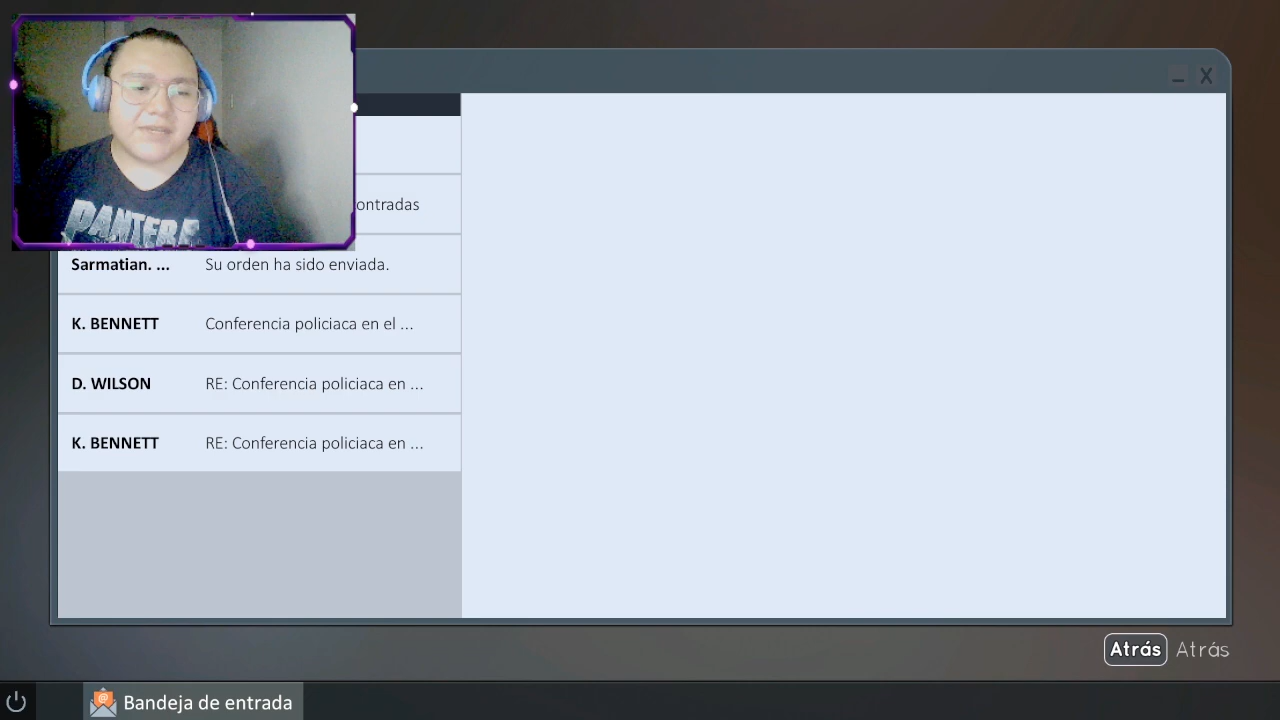 PANTERA
X
ontradas
Sarmatian. ... Su orden ha sido enviada.
K. BENNETT Conferencia policiaca en el ...
D. WILSON RE: Conferencia policiaca en ...
K. BENNETT RE: Conferencia policiaca en ...
Atrás Atrás
@ Bandeja de entrada